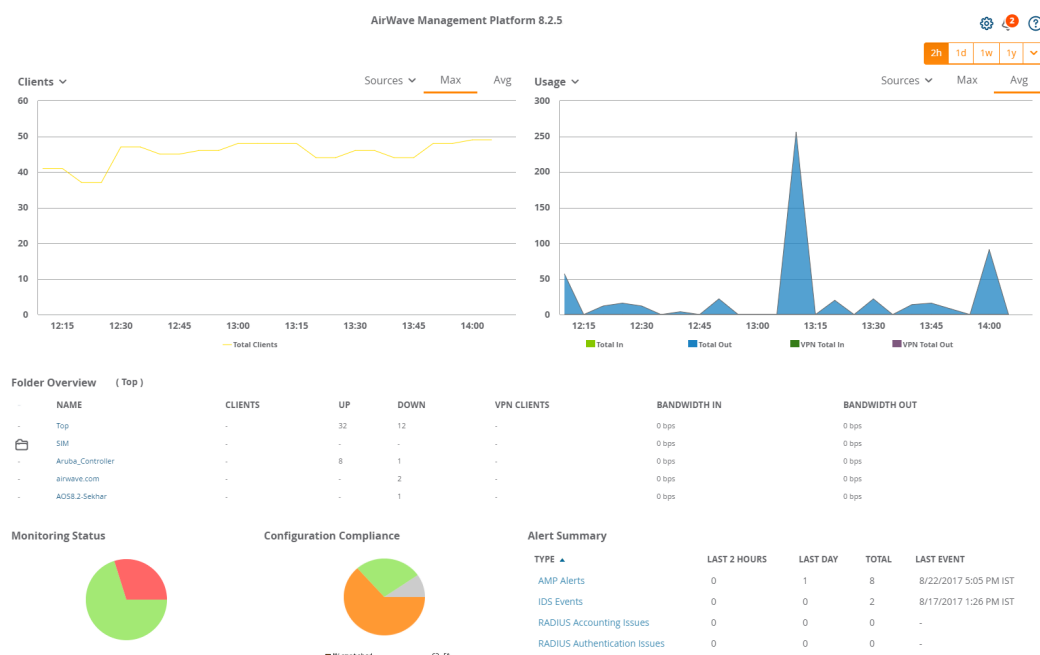 AirWave Management Platform 8.2.5
2
2h 1d 1w 1y
Clients Sources Max Avg
60
50
40
30
20
10
0
12:15 12:30 12:45 13:00 13:15 13:30 13:45 14:00
Total Clients
Usage Sources Max Avg
300
250
200
150
100
50
0
12:15 12:30 12:45 13:00 13:15 13:30 13:45 14:00
Total In Total Out VPN Total In VPN Total Out
Folder Overview ( Top )
- NAME CLIENTS UP DOWN VPN CLIENTS BANDWIDTH IN BANDWIDTH OUT
- Top - 32 12 - 0 bps 0 bps
SIM - - - - 0 bps 0 bps
- Aruba_Controller - 8 1 - 0 bps 0 bps
- airwave.com - - 2 - 0 bps 0 bps
- AOS8.2-Sekhar - - 1 - 0 bps 0 bps
Monitoring Status
Configuration Compliance
Alert Summary
TYPE LAST 2 HOURS LAST DAY TOTAL LAST EVENT
AMP Alerts 0 1 8 8/22/2017 5:05 PM IST
IDS Events 0 0 2 8/17/2017 1:26 PM IST
RADIUS Accounting Issues 0 0 0 -
RADIUS Authentication Issues 0 0 0 -